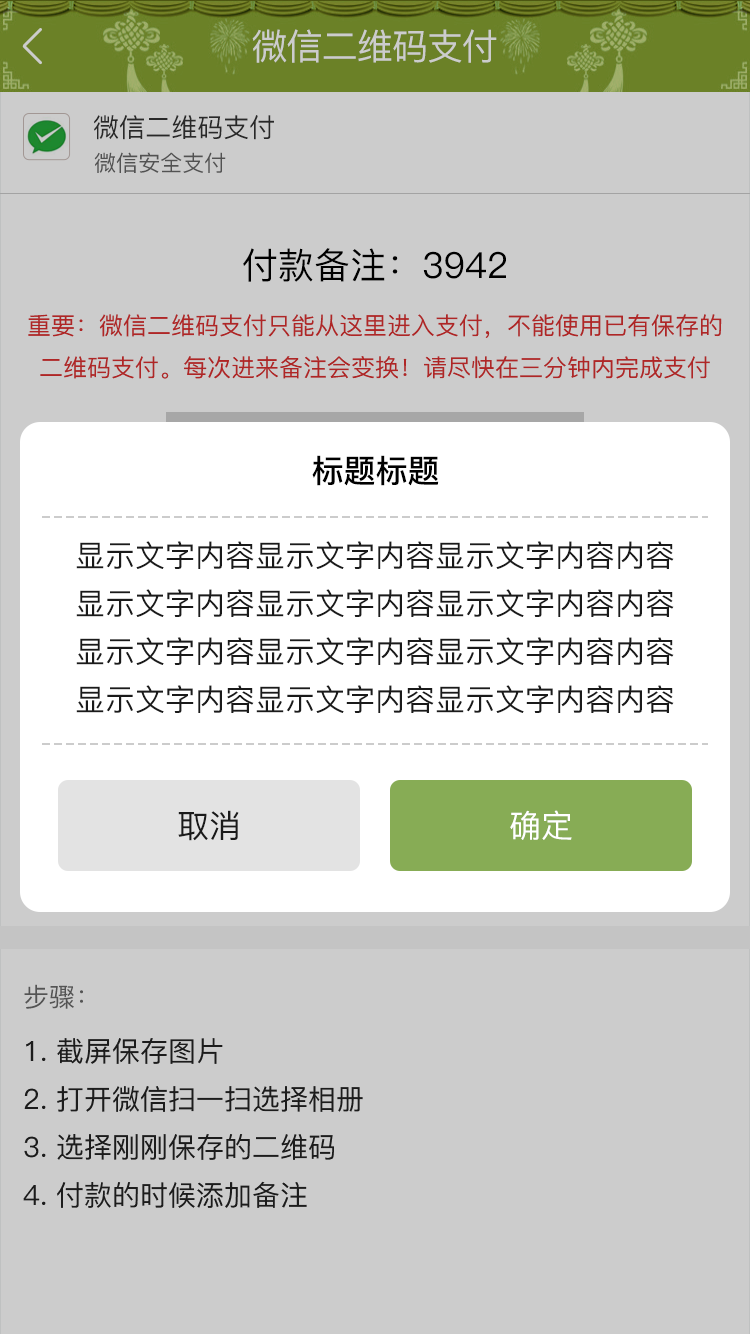 微信二维码支付
微信二维码支付
微信安全支付
付款备注：3942
重要：微信二维码支付只能从这里进入支付，不能使用已有保存的
二维码支付。每次进来备注会变换！请尽快在三分钟内完成支付
标题标题
显示文字内容显示文字内容显示文字内容内容
显示文字内容显示文字内容显示文字内容内容
显示文字内容显示文字内容显示文字内容内容
显示文字内容显示文字内容显示文字内容内容
取消
确定
步骤：
1. 截屏保存图片
2. 打开微信扫一扫选择相册
3. 选择刚刚保存的二维码
4. 付款的时候添加备注